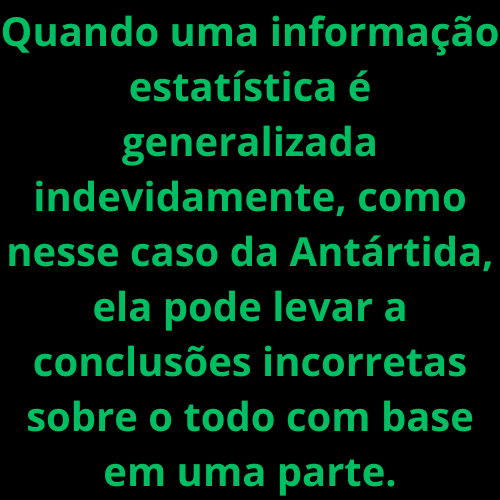 Quando uma informação
estatística é
generalizada
indevidamente, como
nesse caso da Antártida,
ela pode levar a
conclusões incorretas
sobre o todo com base
em uma parte.